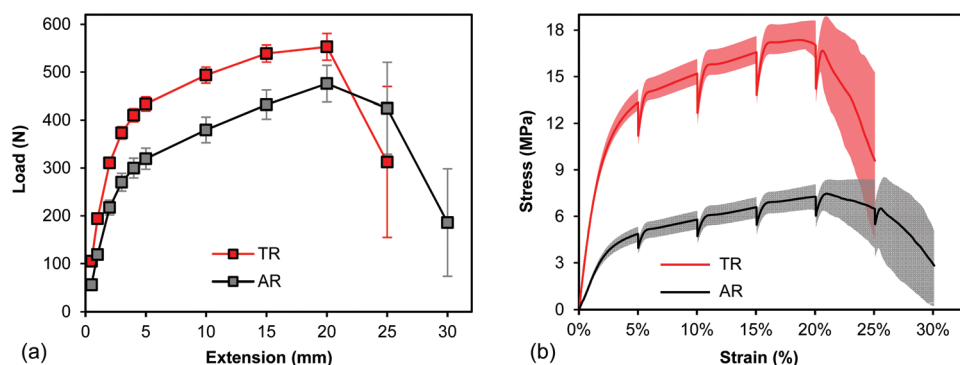 600
500
400
300
200
100
0
Load (N)
TR
AR
0 5 10 15 20 25 30
Extension (mm)
(a)
18
15
12
9
6
3
0
Stress (MPa)
TR
AR
0% 5% 10% 15% 20% 25% 30%
Strain (%)
(b)